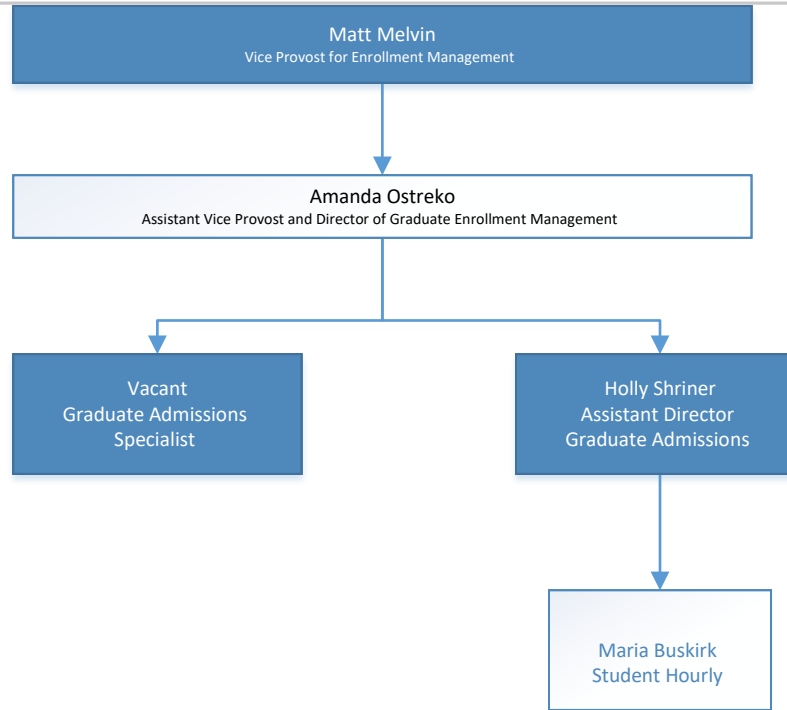 Matt Melvin
Vice Provost for Enrollment Management
Amanda Ostreko
Assistant Vice Provost and Director of Graduate Enrollment Management
Vacant
Graduate Admissions
Specialist
Holly Shriner
Assistant Director
Graduate Admissions
Maria Buskirk
Student Hourly